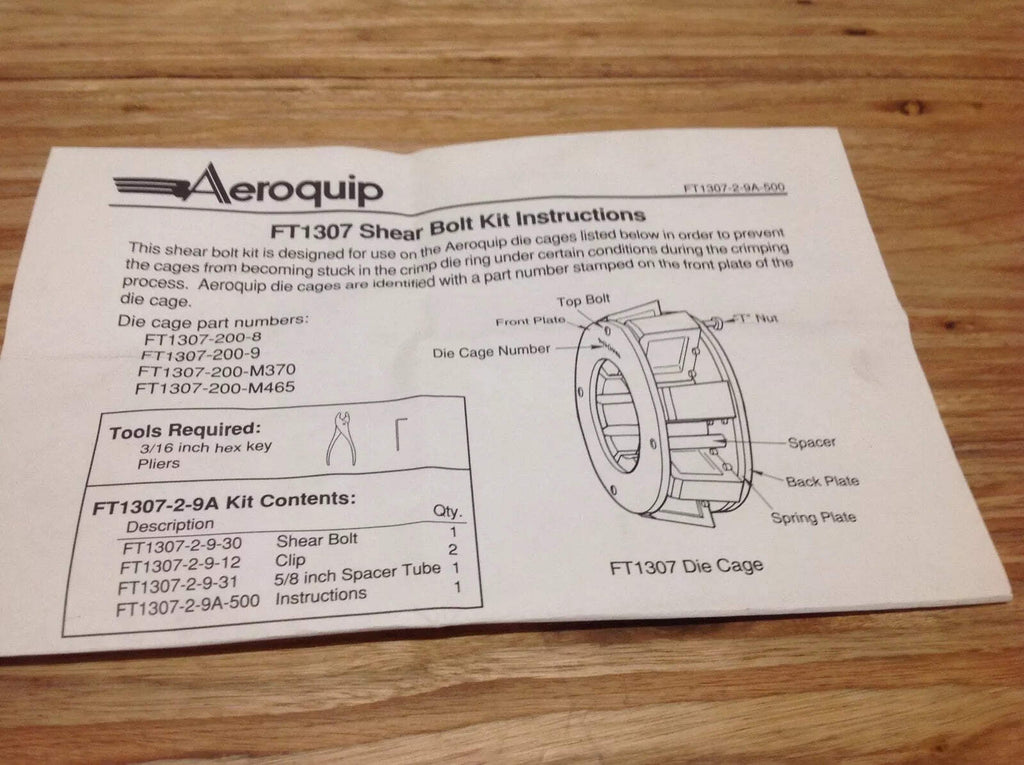 Aeroquip
FT1307-2-9A-500
FT1307 Shear Bolt Kit Instructions
This shear bolt kit is designed for use on the Aeroquip die cages listed below in order to prevent
the cages from becoming stuck in the crimp die ring under certain conditions during the crimping
process. Aeroquip die cages are identified with a part number stamped on the front plate of the
die cage.
Die cage part numbers:
FT1307-200-8
FT1307-200-9
FT1307-200-M370
FT1307-200-M465
Tools Required:
3/16 inch hex key
Pliers
FT1307-2-9A Kit Contents:
Description Qty.
FT1307-2-9-30 Shear Bolt 1
FT1307-2-9-12 Clip 2
FT1307-2-9-31 5/8 inch Spacer Tube 1
FT1307-2-9A-500 Instructions 1
Top Bolt
Front Plate
"T" Nut
Die Cage Number
Spacer
Back Plate
Spring Plate
FT1307 Die Cage